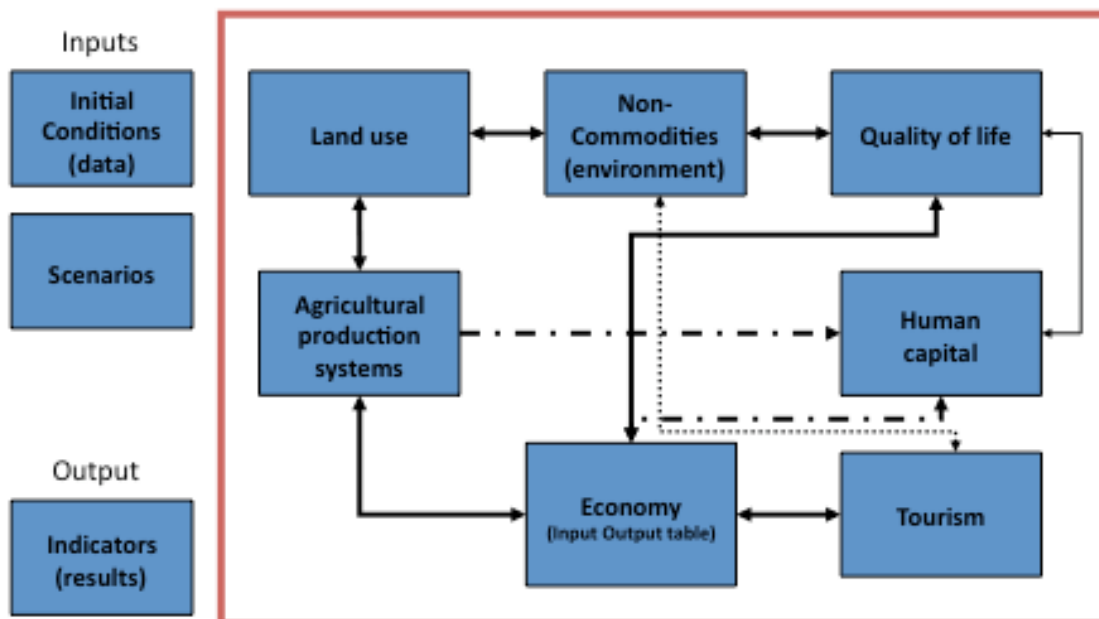 Inputs
Initial
Conditions
(data)
Scenarios
Output
Indicators
(results)
Land use
Non-
Commodities
(environment)
Quality of life
Agricultural
production
systems
Human
capital
Economy
(Input Output table)
Tourism